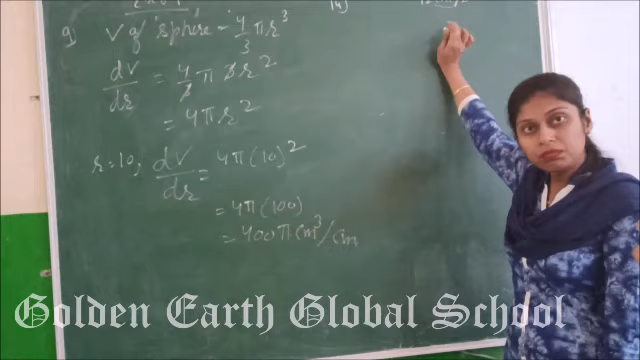 9) V of sphere = 4/3 πr³
dV/dr = 4/3 π 3r²
= 4πr²
r=10, dV/dr = 4π(10)²
= 4π(100)
= 400π cm³/cm
Golden Earth Global School